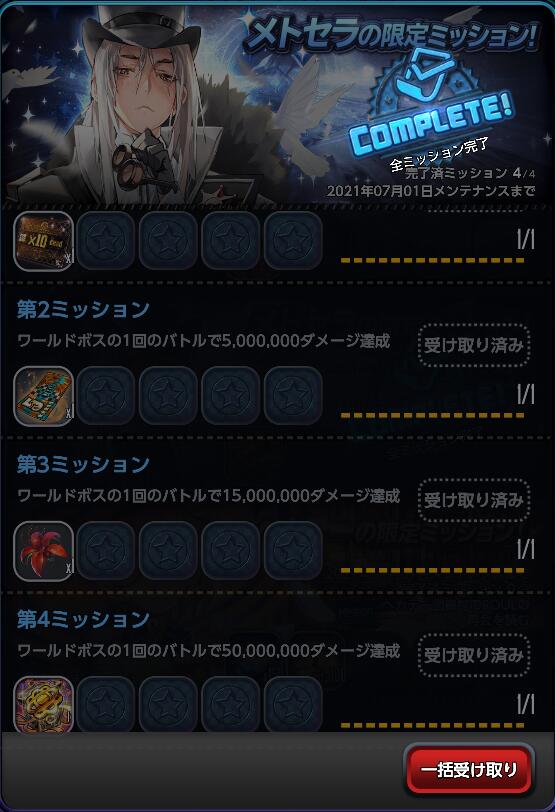 メトセラの限定ミッション!
COMPLETE!
全ミッション完了
完了済ミッション 4/4
2021年07月01日メンテナンスまで
x10
x1
1/1
第2ミッション
ワールドボスの1回のバトルで5,000,000ダメージ達成
受け取り済み
x1
1/1
第3ミッション
ワールドボスの1回のバトルで15,000,000ダメージ達成
受け取り済み
x1
1/1
第4ミッション
ワールドボスの1回のバトルで50,000,000ダメージ達成
受け取り済み
1/1
一括受け取り